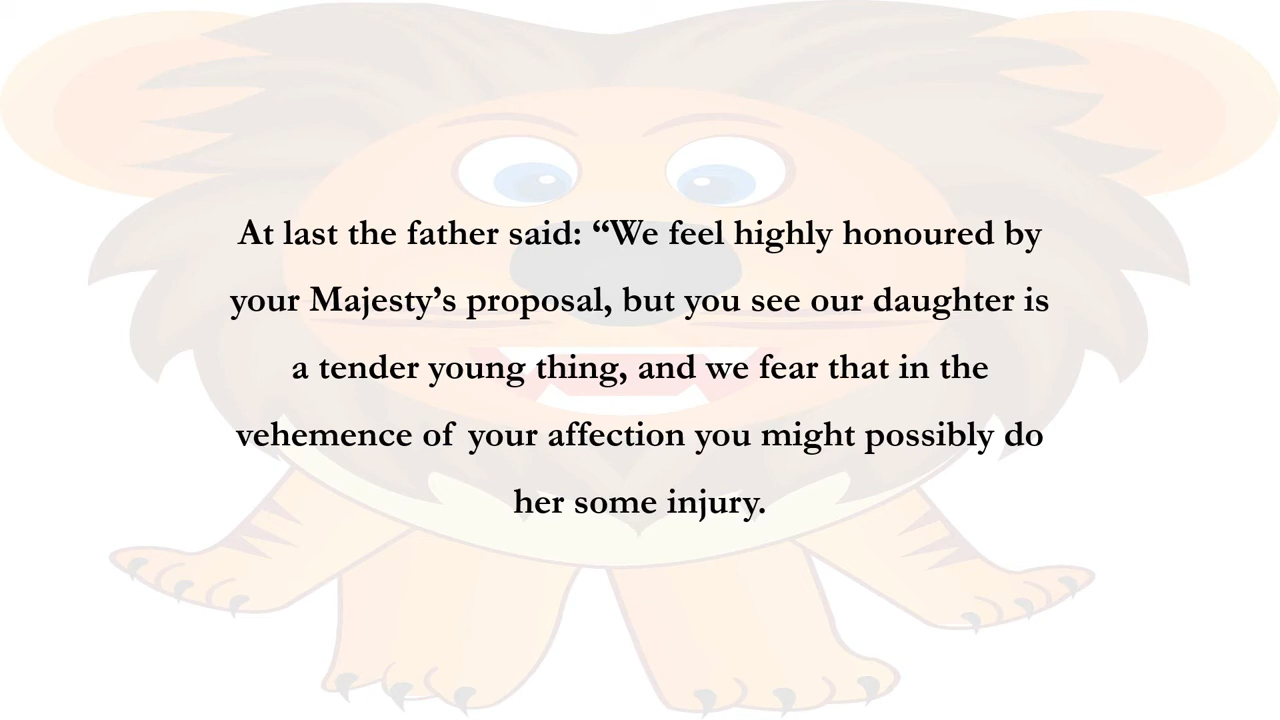 At last the father said: “We feel highly honoured by
your Majesty’s proposal, but you see our daughter is
a tender young thing, and we fear that in the
vehemence of your affection you might possibly do
her some injury.